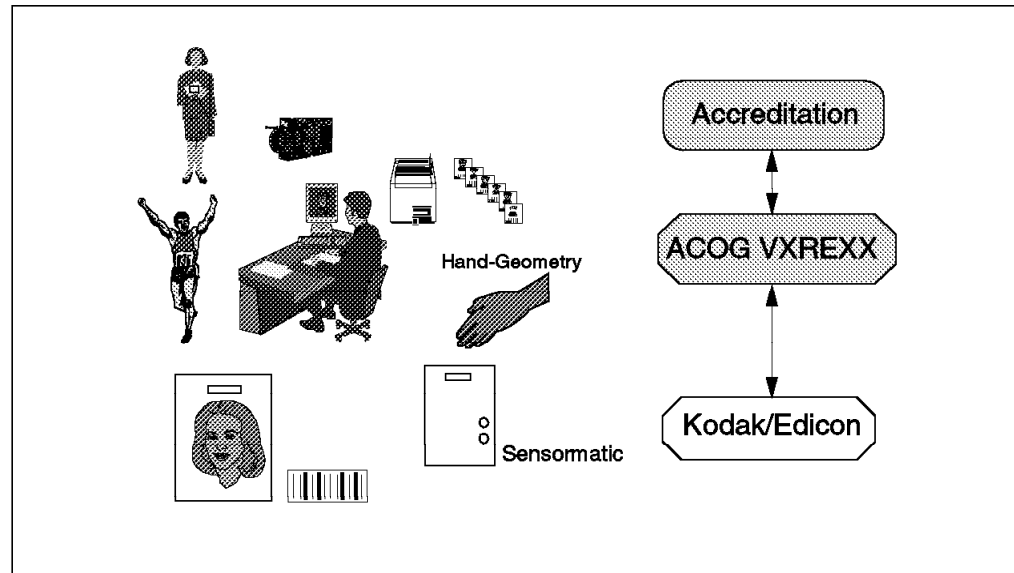 Accreditation
ACOG VXREXX
Hand-Geometry
Kodak/Edicon
Sensormatic